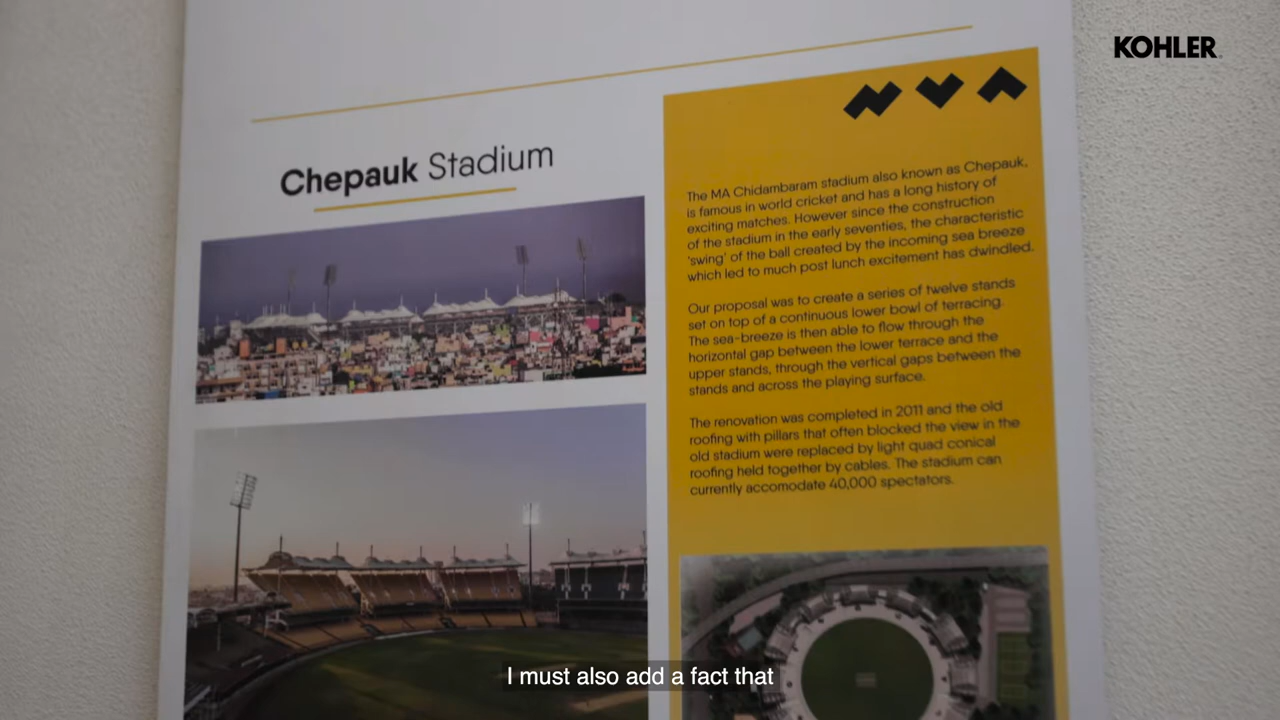 KOHLER
Chepauk Stadium
The MA Chidambaram stadium also known as Chepauk,
is famous in world cricket and has a long history of
exciting matches. However since the construction
of the stadium in the early seventies, the characteristic
'swing' of the ball created by the incoming sea breeze
which led to much post lunch excitement has dwindled.
Our proposal was to create a series of twelve stands
set on top of a continuous lower bowl of terracing.
The sea-breeze is then able to flow through the
horizontal gap between the lower terrace and the
upper stands, through the vertical gaps between the
stands and across the playing surface.
The renovation was completed in 2011 and the old
roofing with pillars that often blocked the view in the
old stadium were replaced by light quad conical
roofing held together by cables. The stadium can
currently accomodate 40,000 spectators.
I must also add a fact that